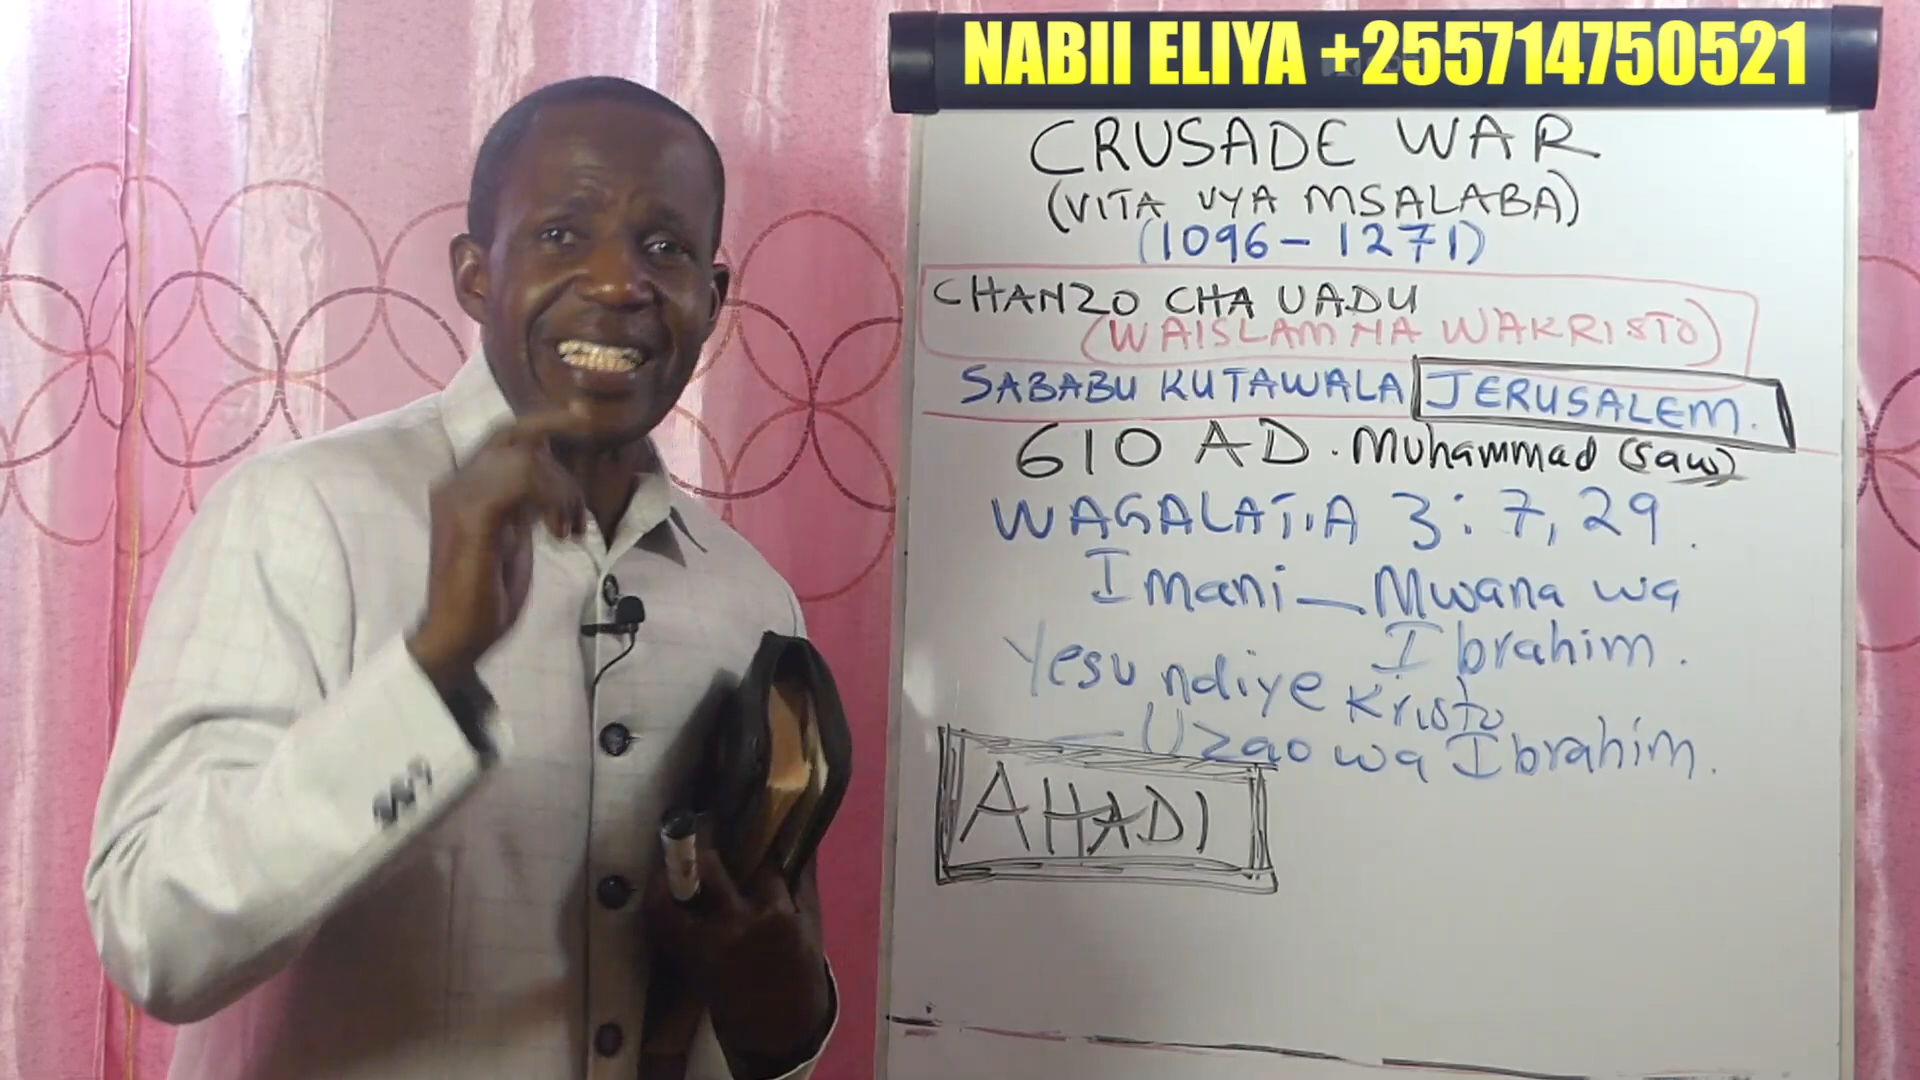 NABII ELIYA +255714750521
CRUSADE WAR
(VITA VYA MSALABA)
(1096 - 1271)
CHANZO CHA UADU
(WAISLAM NA WAKRISTO)
SABABU KUTAWALA JERUSALEM.
610 AD. Muhammad (saw)
WAGALATIA 3: 7, 29.
Imani - Mwana wa
Ibrahim.
Yesu ndiye Kristo
- Uzao wa Ibrahim.
AHADI